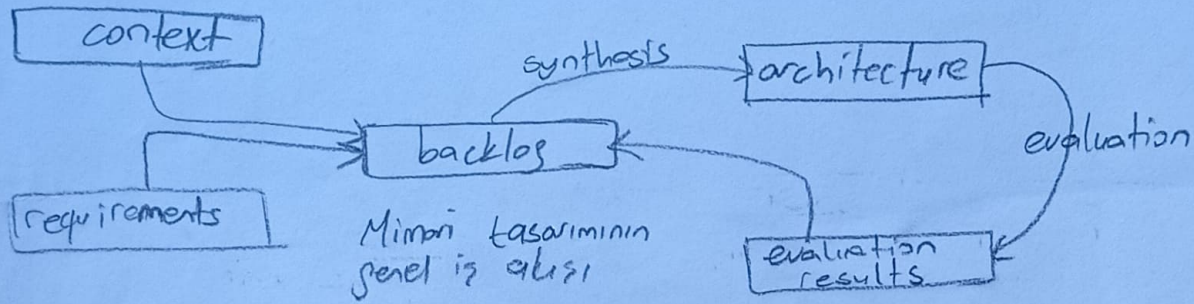 context
synthesis
architecture
backlog
evaluation
requirements
Mimari tasarımının
genel iş akışı
evaluation
results